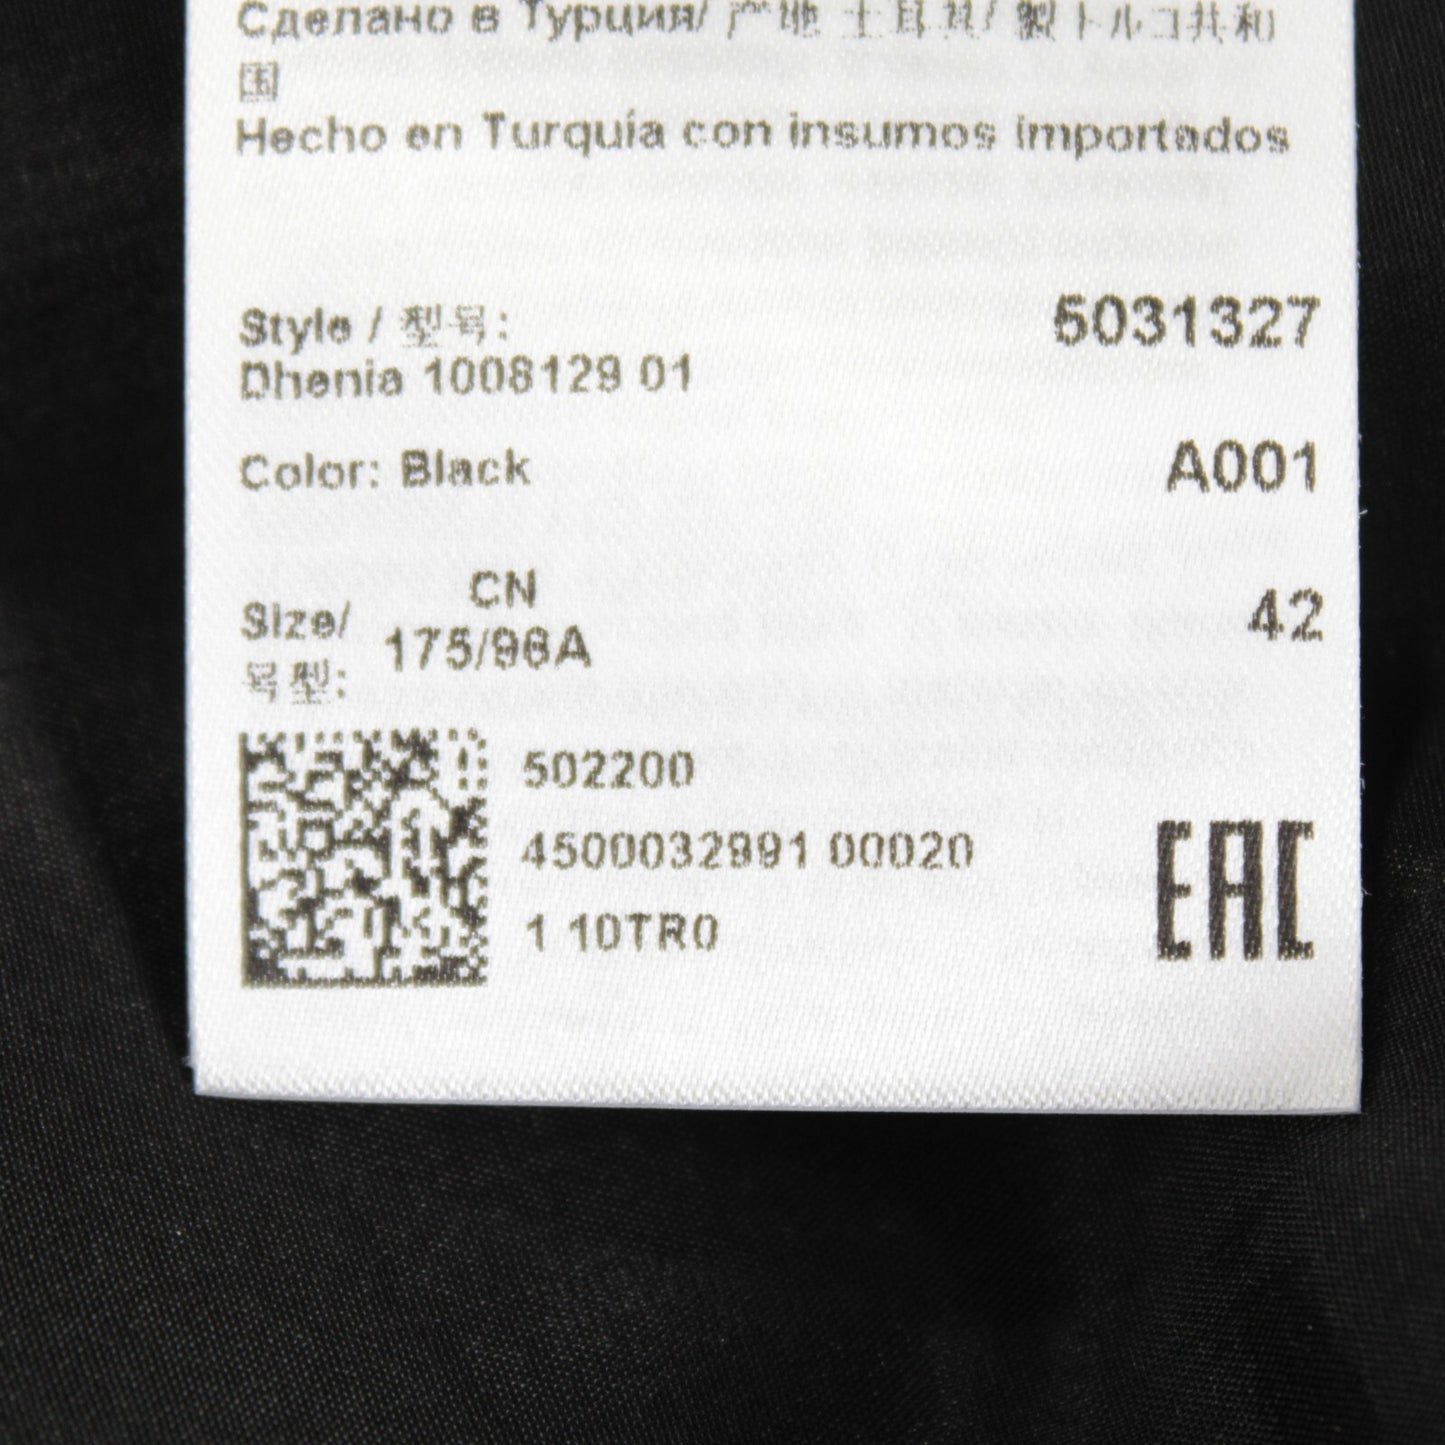 Сделано в Турция/ 产地 土耳其/ 製トルコ共和
国
Hecho en Turquía con insumos importados
Style / 型号: 5031327
Dhenia 1008129 01
Color: Black A001
CN
Size/ 175/96A 42
号型:
502200
4500032991 00020
1 10TR0
EAC